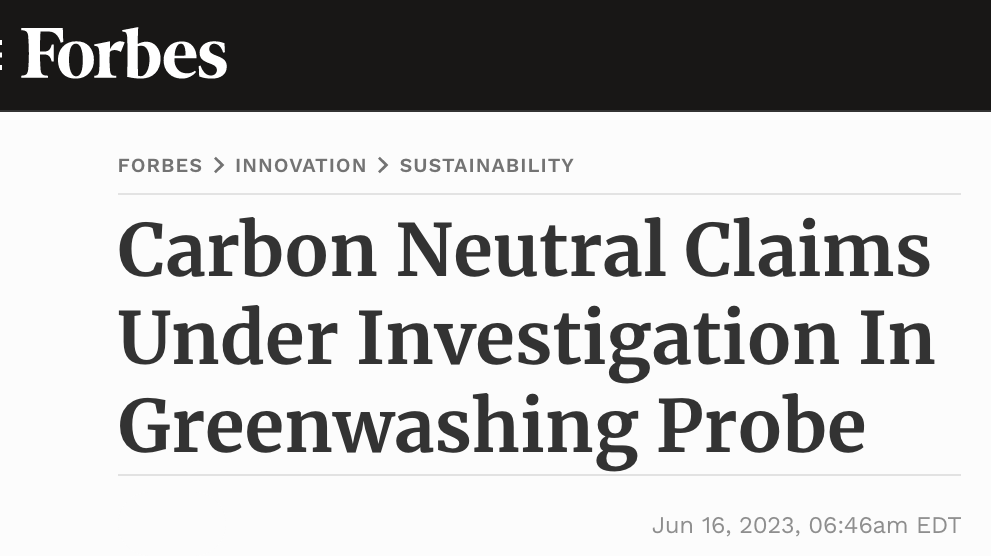 Forbes
FORBES > INNOVATION > SUSTAINABILITY
Carbon Neutral Claims
Under Investigation In
Greenwashing Probe
Jun 16, 2023, 06:46am EDT